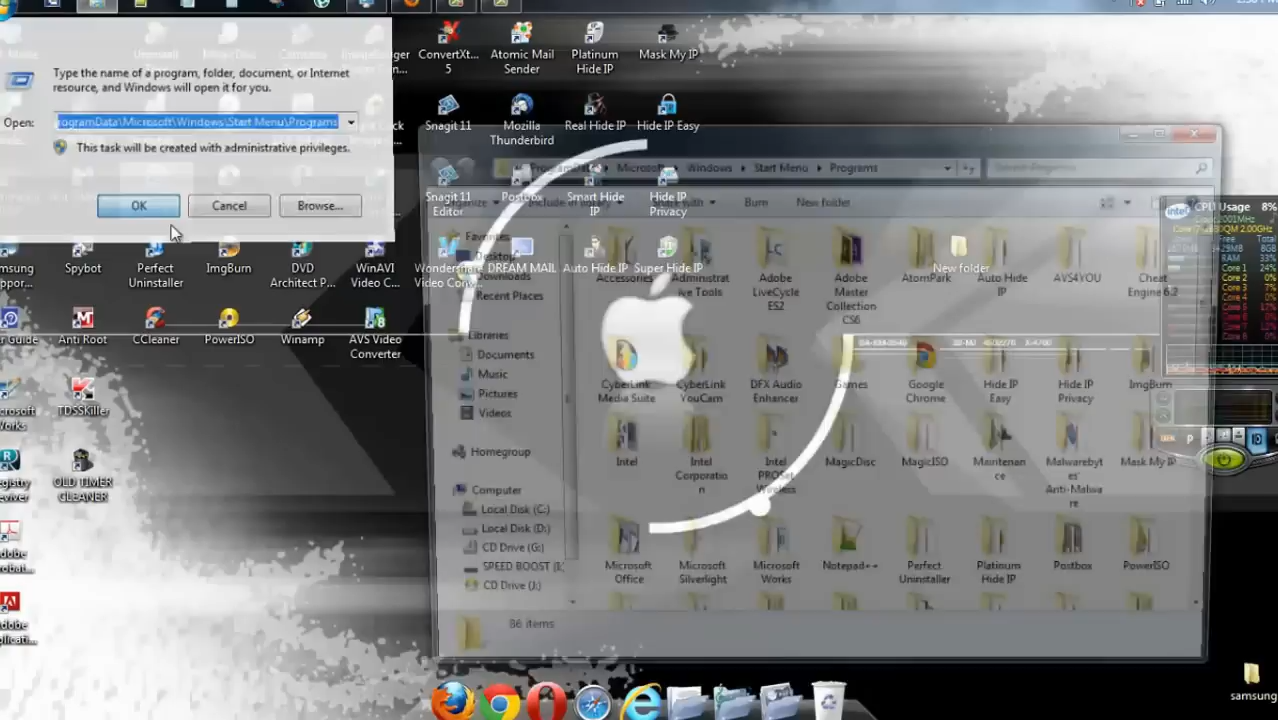 Type the name of a program, folder, document, or Internet
resource, and Windows will open it for you.
Open:
rogramData\Microsoft\Windows\Start Menu\Programs
This task will be created with administrative privileges.
OK
Cancel
Browse...
ConvertXt...
5
Atomic Mail
Sender
Platinum
Hide IP
Mask My IP
Snagit 11
Mozilla
Thunderbird
Real Hide IP
Hide IP Easy
Snagit 11
Editor
Postbox
Smart Hide
IP
Hide IP
Privacy
Wondershare
Video Con...
DREAM MAIL
Auto Hide IP
Super Hide IP
New folder
Spybot
Perfect
Uninstaller
ImgBurn
DVD
Architect P...
WinAVI
Video C...
Anti Root
CCleaner
PowerISO
Winamp
AVS Video
Converter
TDSSKiller
OLD TIMER
CLEANER
Microsoft
Windows
Start Menu
Programs
Burn
New folder
Favorites
Desktop
Downloads
Recent Places
Libraries
Documents
Music
Pictures
Videos
Homegroup
Computer
Local Disk (C:)
Local Disk (D:)
CD Drive (G:)
SPEED BOOST (I:
CD Drive (J:)
Accessories
Administrat
ive Tools
Adobe
LiveCycle
ES2
Adobe
Master
Collection
CS6
AtomPark
Auto Hide
IP
AVS4YOU
Cheat
Engine 6.2
CyberLink
Media Suite
CyberLink
YouCam
DFX Audio
Enhancer
Games
Google
Chrome
Hide IP
Easy
Hide IP
Privacy
ImgBurn
Intel
Intel
Corporatio
n
Intel
PROSet
Wireless
MagicDisc
MagicISO
Maintenan
ce
Malwarebytes'
Anti-Malwa
re
Mask My IP
Microsoft
Office
Microsoft
Silverlight
Microsoft
Works
Notepad++
Perfect
Uninstaller
Platinum
Hide IP
Postbox
PowerISO
86 items
CPU Usage 8%
samsung